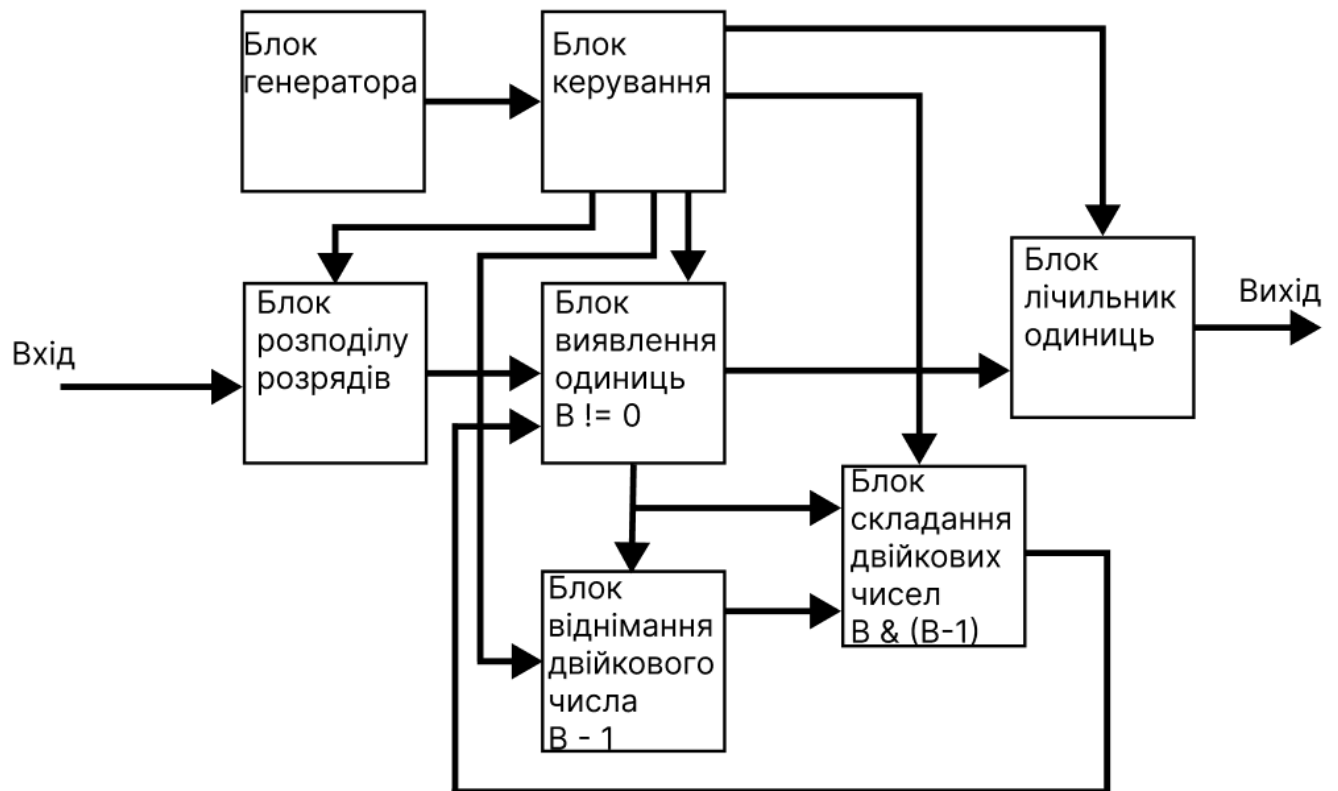 Блок
генератора
Блок
керування
Вхід
Блок
розподілу
розрядів
Блок
виявлення
одиниць
B != 0
Блок
лічильник
одиниць
Вихід
Блок
віднімання
двійкового
числа
B - 1
Блок
складання
двійкових
чисел
B & (B-1)